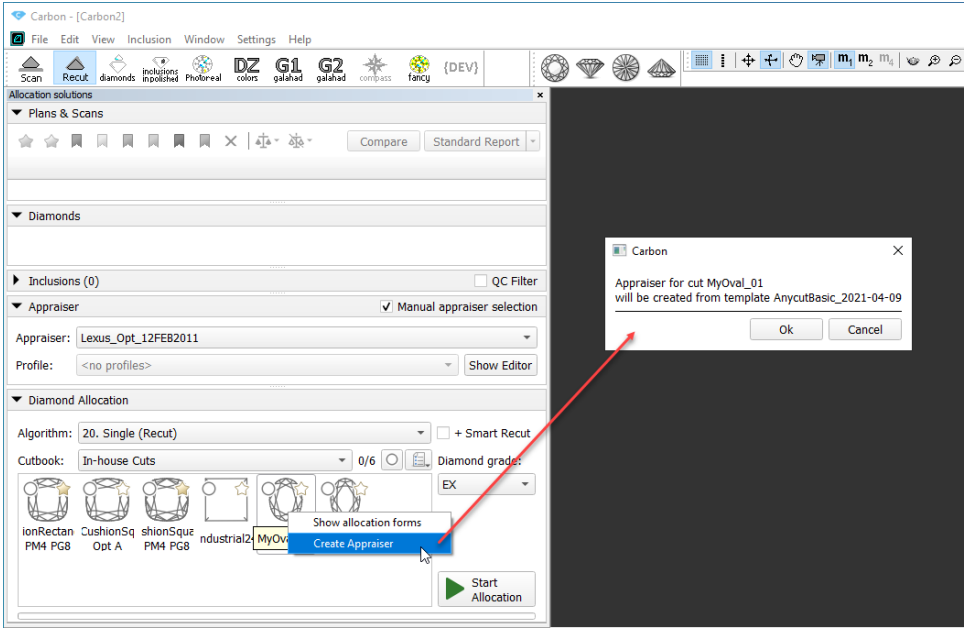 Carbon - [Carbon2]
File Edit View Inclusion Window Settings Help
Scan Recut diamonds inclusions inpolished Photoreal DZ colors G1 galahad G2 galahad compass fancy {DEV} m1 m2 m4
Allocation solutions
Plans & Scans
Compare Standard Report
Diamonds
Inclusions (0) QC Filter
Appraiser Manual appraiser selection
Appraiser: Lexus_Opt_12FEB2011
Profile: <no profiles> Show Editor
Diamond Allocation
Algorithm: 20. Single (Recut) + Smart Recut
Cutbook: In-house Cuts 0/6 Diamond grade:
EX
ionRectan CushionSq shionSqua ndustrial24 MyOv
PM4 PG8 Opt A PM4 PG8
Show allocation forms
Create Appraiser
Start
Allocation
Carbon
Appraiser for cut MyOval_01
will be created from template AnycutBasic_2021-04-09
Ok Cancel